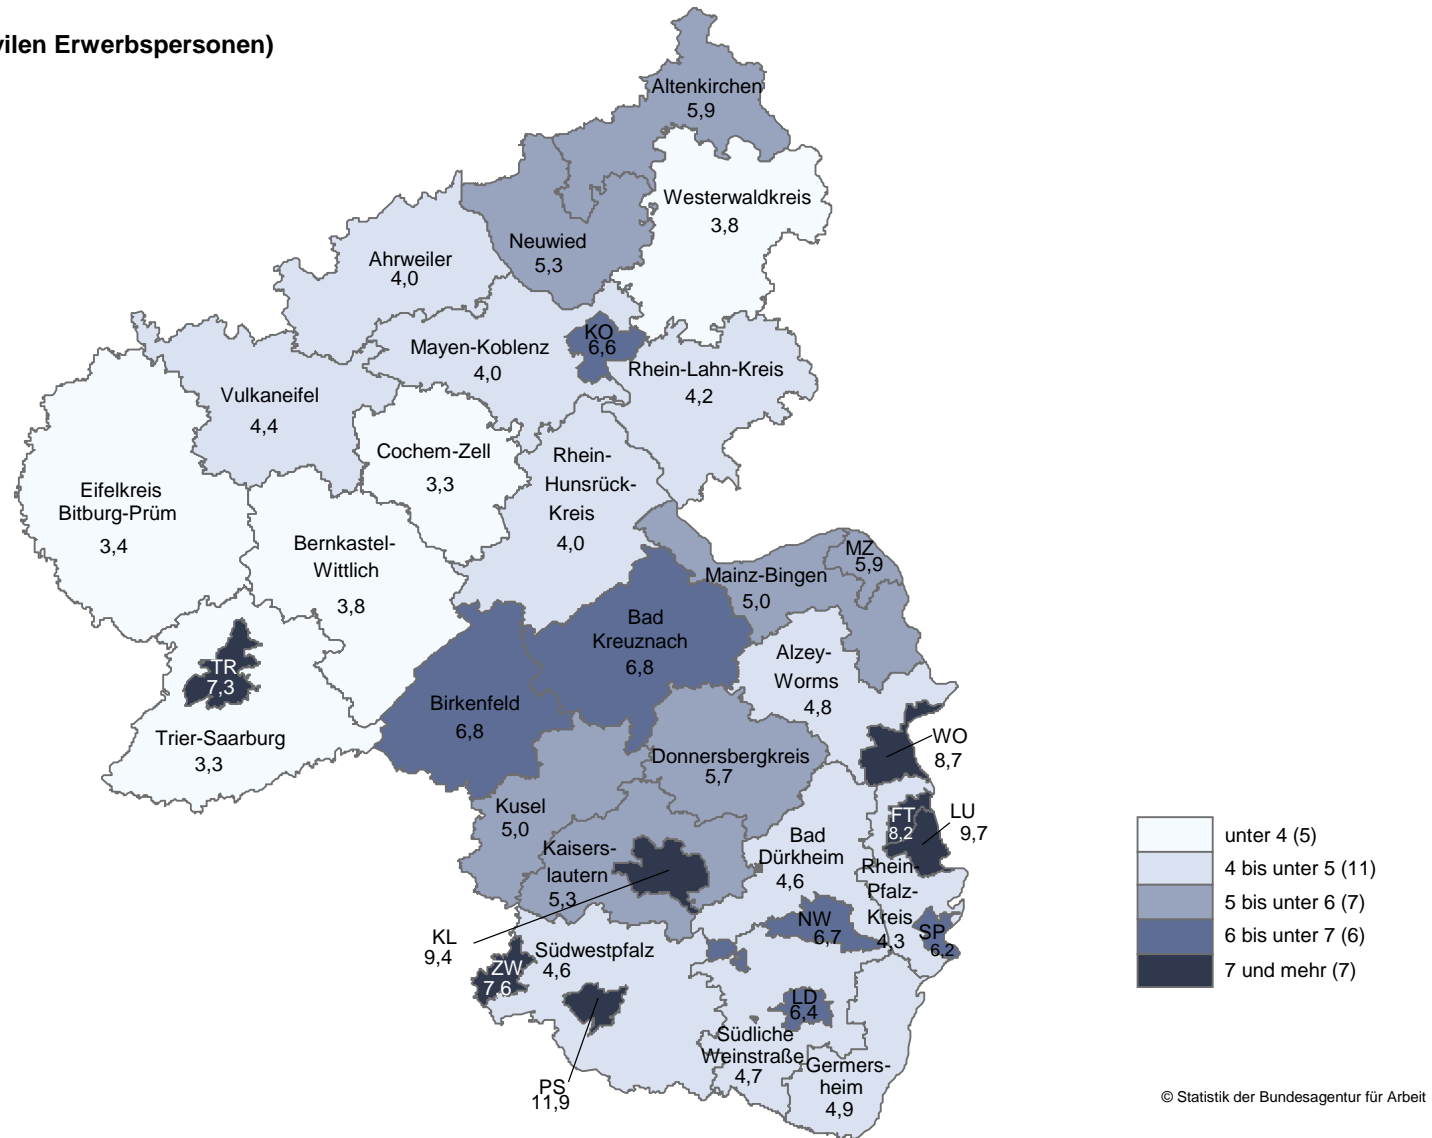 vilen Erwerbspersonen)
Altenkirchen
5,9
Westerwaldkreis
3,8
Neuwied
5,3
Ahrweiler
4,0
KO
6,6
Mayen-Koblenz
4,0
Rhein-Lahn-Kreis
4,2
Vulkaneifel
4,4
Cochem-Zell
3,3
Rhein-
Hunsrück-
Kreis
4,0
Eifelkreis
Bitburg-Prüm
3,4
Bernkastel-
Wittlich
3,8
MZ
5,9
Mainz-Bingen
5,0
Bad
Kreuznach
6,8
Alzey-
Worms
4,8
TR
7,3
Trier-Saarburg
3,3
Birkenfeld
6,8
WO
8,7
Donnersbergkreis
5,7
Kusel
5,0
FT
8,2
LU
9,7
Kaisers-
lautern
5,3
Bad
Dürkheim
4,6
Rhein-
Pfalz-
Kreis
4,3
NW
6,7
SP
6,2
KL
9,4
Südwestpfalz
4,6
ZW
7,6
LD
6,4
Südliche
Weinstraße
4,7
Germers-
heim
4,9
PS
11,9
unter 4 (5)
4 bis unter 5 (11)
5 bis unter 6 (7)
6 bis unter 7 (6)
7 und mehr (7)
© Statistik der Bundesagentur für Arbeit